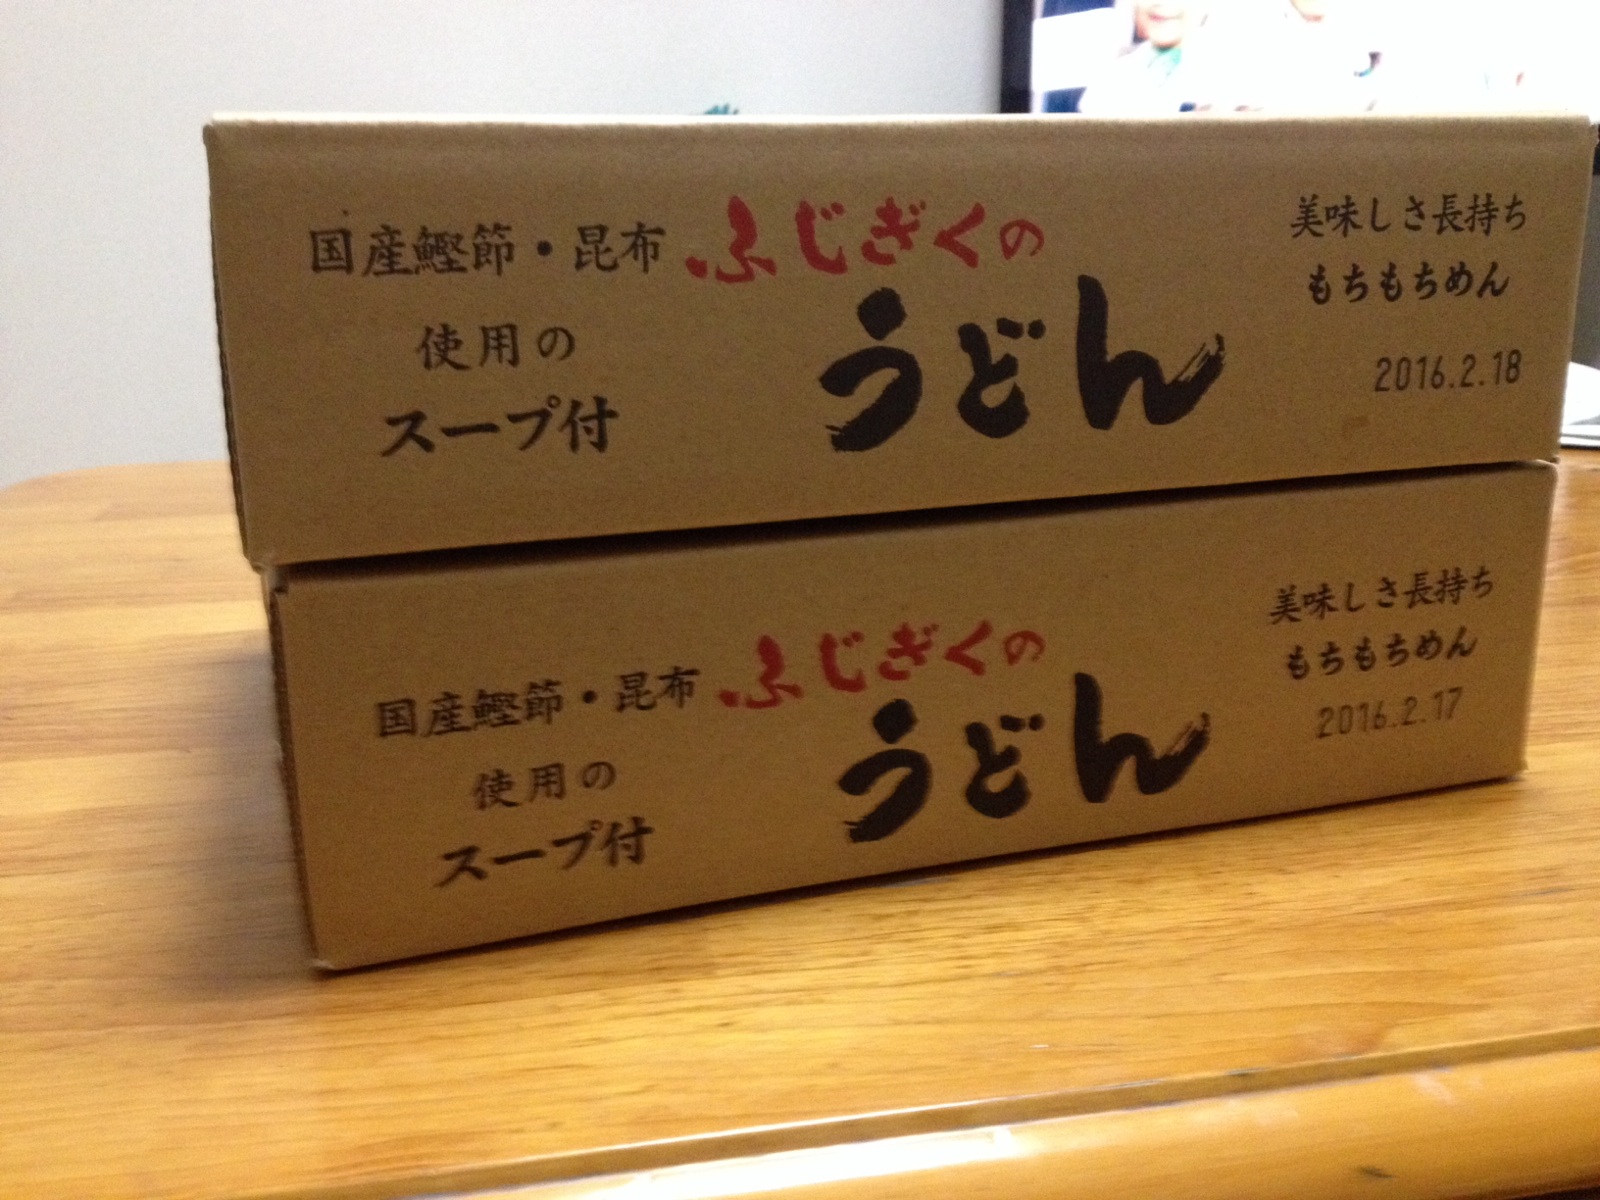 国産鰹節・昆布
使用の
スープ付
ふじぎくの
うどん
美味しさ長持ち
もちもちめん
2016.2.18
国産鰹節・昆布
使用の
スープ付
ふじぎくの
うどん
美味しさ長持ち
もちもちめん
2016.2.17